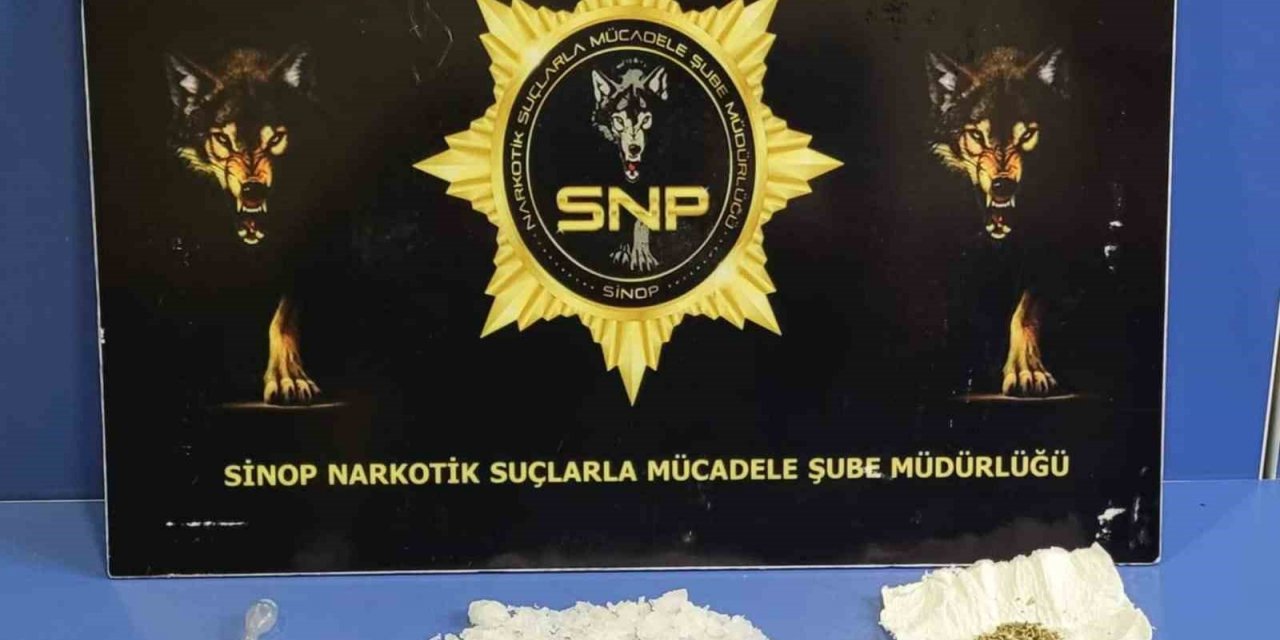 NARKOTİK SUÇLARLA MÜCADELE ŞUBE MÜDÜRLÜĞÜ
SNP
SİNOP
SİNOP NARKOTİK SUÇLARLA MÜCADELE ŞUBE MÜDÜRLÜĞÜ